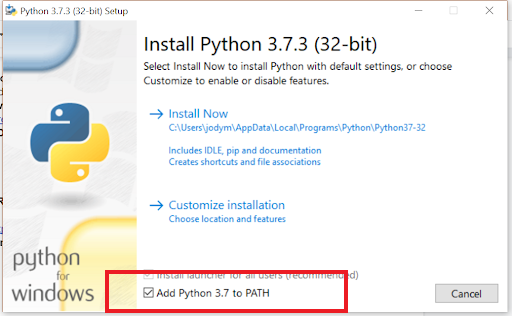 Python 3.7.3 (32-bit) Setup
Install Python 3.7.3 (32-bit)
Select Install Now to install Python with default settings, or choose
Customize to enable or disable features.
Install Now
C:\Users\jodym\AppData\Local\Programs\Python\Python37-32
Includes IDLE, pip and documentation
Creates shortcuts and file associations
Customize installation
Choose location and features
Install launcher for all users (recommended)
Add Python 3.7 to PATH
Cancel
python
for
windows